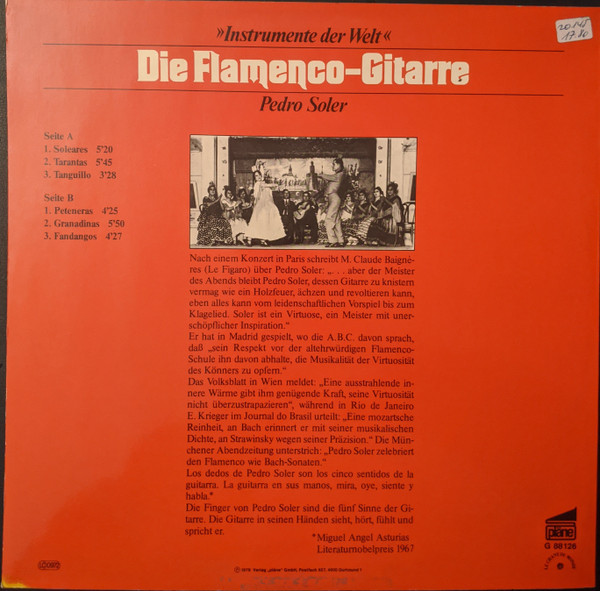 »Instrumente der Welt«
Die Flamenco-Gitarre
Pedro Soler
Seite A
1. Soleares 5'20
2. Tarantas 5'45
3. Tanguillo 3'28
Seite B
1. Peteneras 4'25
2. Granadinas 5'50
3. Fandangos 4'27
Nach einem Konzert in Paris schreibt M. Claude Baignè-
res (Le Figaro) über Pedro Soler: „. . . aber der Meister
des Abends bleibt Pedro Soler, dessen Gitarre zu knistern
vermag wie ein Holzfeuer, ächzen und revoltieren kann,
eben alles kann vom leidenschaftlichen Vorspiel bis zum
Klagelied. Soler ist ein Virtuose, ein Meister mit uner-
schöpflicher Inspiration.“
Er hat in Madrid gespielt, wo die A.B.C. davon sprach,
daß „sein Respekt vor der altehrwürdigen Flamenco-
Schule ihn davon abhalte, die Musikalität der Virtuosität
des Könners zu opfern.“
Das Volksblatt in Wien meldet: „Eine ausstrahlende in-
nere Wärme gibt ihm genügende Kraft, seine Virtuosität
nicht überzustrapazieren“, während in Rio de Janeiro
E. Krieger im Journal do Brasil urteilt: „Eine mozartsche
Reinheit, an Bach erinnert er mit seiner musikalischen
Dichte, an Strawinsky wegen seiner Präzision.“ Die Mün-
chener Abendzeitung unterstrich: „Pedro Soler zelebriert
den Flamenco wie Bach-Sonaten.“
Los dedos de Pedro Soler son los cinco sentidos de la
guitarra. La guitarra en sus manos, mira, oye, siente y
habla.*
Die Finger von Pedro Soler sind die fünf Sinne der Gi-
tarre. Die Gitarre in seinen Händen sieht, hört, fühlt und
spricht er.
*Miguel Angel Asturias
Literaturnobelpreis 1967
pläne
G 88126
LE CHANT DU MONDE